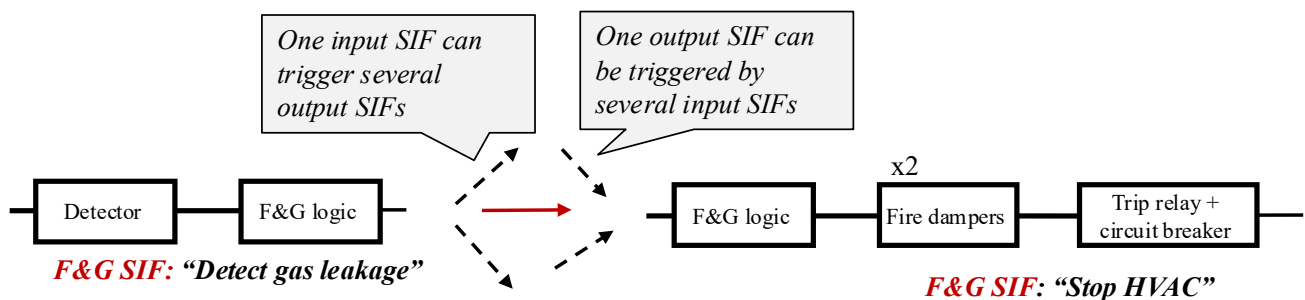 One input SIF can
trigger several
output SIFs
One output SIF can
be triggered by
several input SIFs
x2
Detector
F&G logic
F&G logic
Fire dampers
Trip relay +
circuit breaker
F&G SIF: “Detect gas leakage”
F&G SIF: “Stop HVAC”